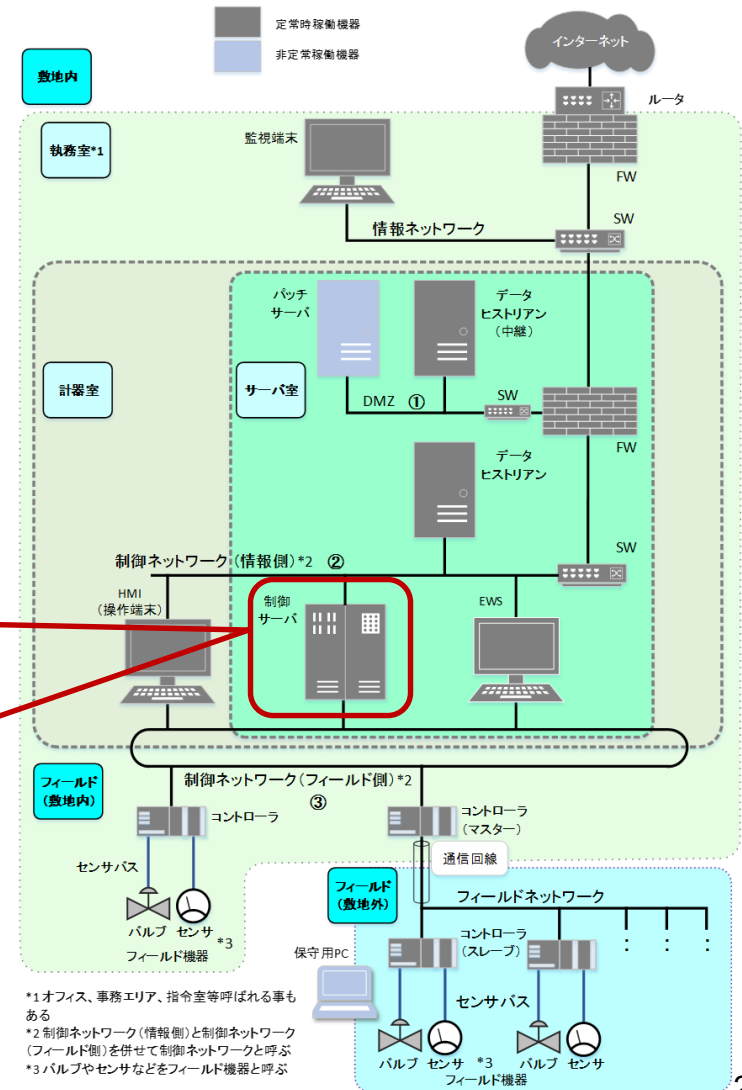 定常時稼働機器
非定常稼働機器
敷地内
インターネット
ルータ
執務室*1
監視端末
FW
SW
情報ネットワーク
パッチ
サーバ
データ
ヒストリアン
(中継)
計器室
サーバ室
DMZ ①
SW
FW
データ
ヒストリアン
SW
制御ネットワーク(情報側)*2 ②
HMI
(操作端末)
制御
サーバ
EWS
フィールド
(敷地内)
制御ネットワーク(フィールド側)*2
③
コントローラ
コントローラ
(マスター)
通信回線
センサバス
フィールド
(敷地外)
フィールドネットワーク
バルブ センサ *3
フィールド機器
保守用PC
コントローラ
(スレーブ)
: : :
センサバス
バルブ センサ *3 バルブ センサ
フィールド機器
*1オフィス、事務エリア、指令室等呼ばれる事も
ある
*2 制御ネットワーク(情報側)と制御ネットワーク
(フィールド側)を併せて制御ネットワークと呼ぶ
*3 バルブやセンサなどをフィールド機器と呼ぶ